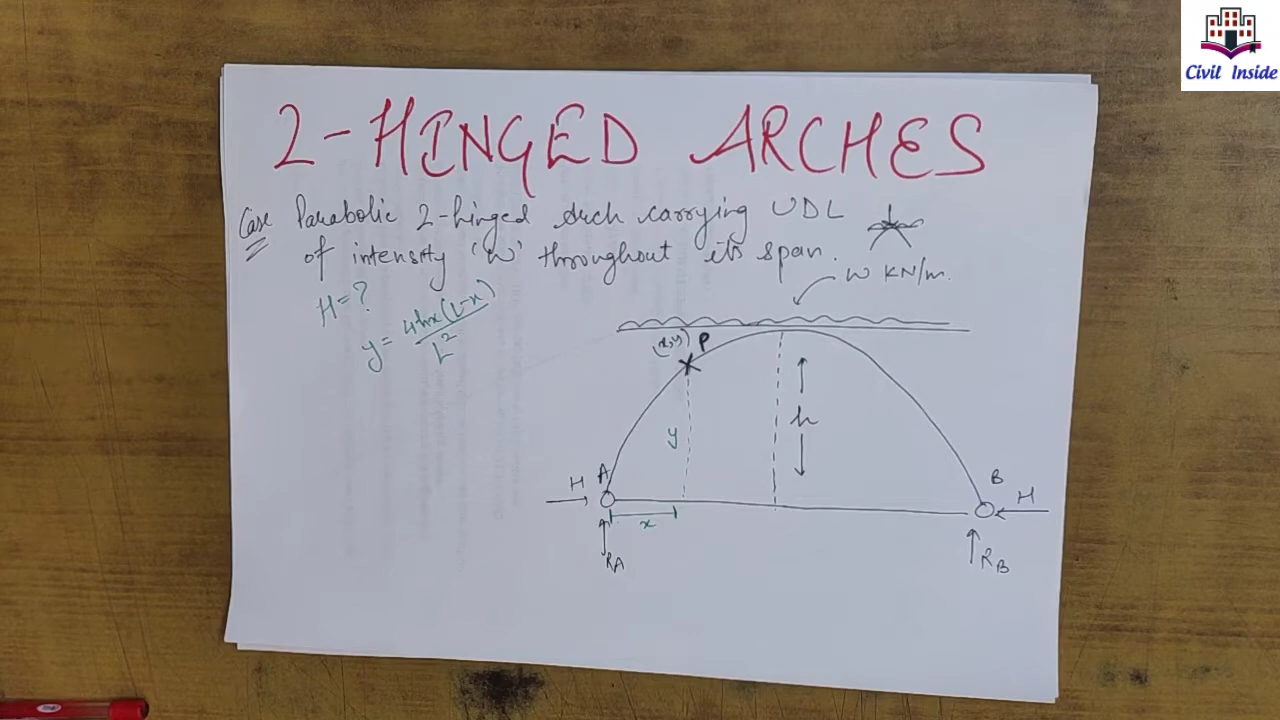 Civil Inside
2-HINGED ARCHES
Case Parabolic 2-hinged arch carrying UDL
of intensity 'w' throughout its span.
H=?
y= 4hx(L-x)
L²
w KN/m.
(x,y) P
h
y
A
B
H
H
x
RA
RB